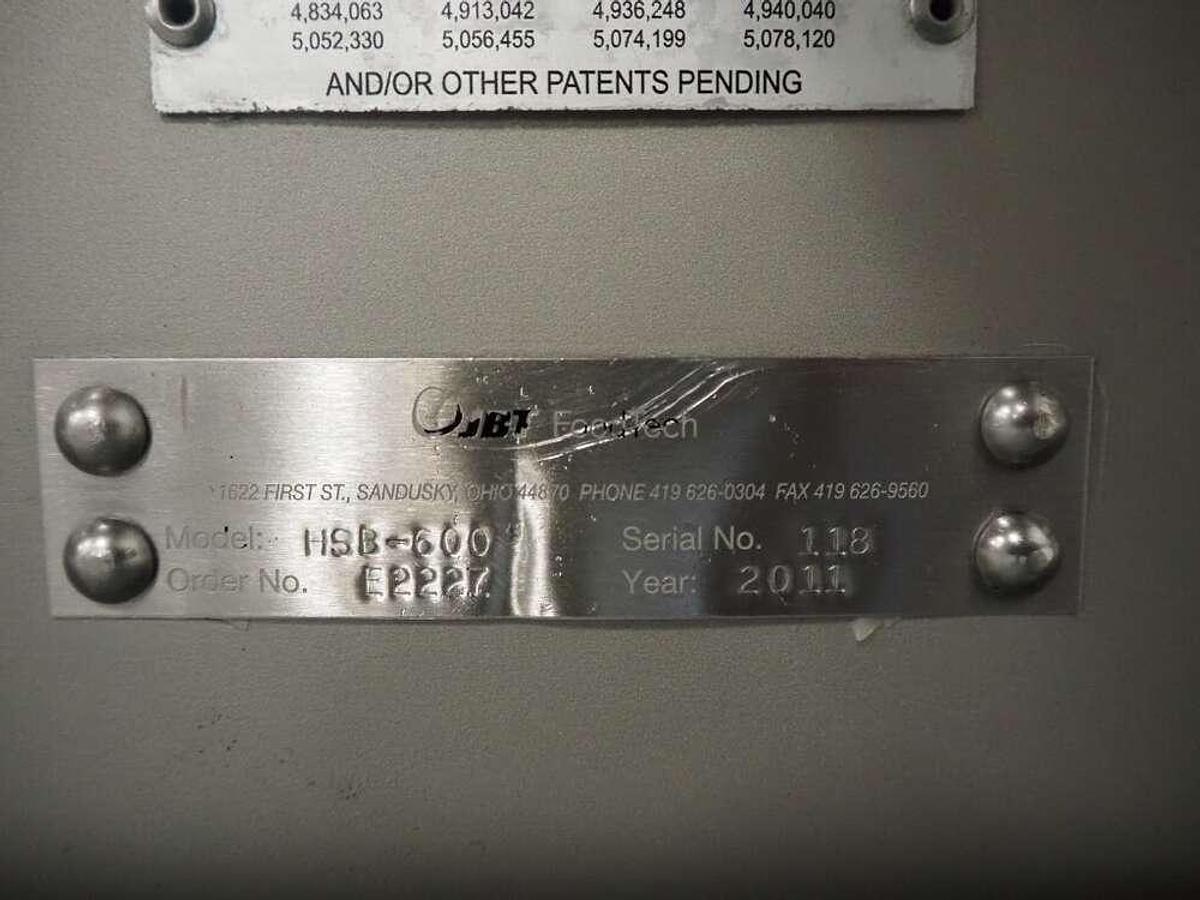 4,834,063 4,913,042 4,936,248 4,940,040
5,052,330 5,056,455 5,074,199 5,078,120
AND/OR OTHER PATENTS PENDING
JBT FoodTech
1622 FIRST ST., SANDUSKY, OHIO 44870 PHONE 419 626-0304 FAX 419 626-9560
Model: HSB-600 Serial No. 118
Order No. E2227 Year: 2011